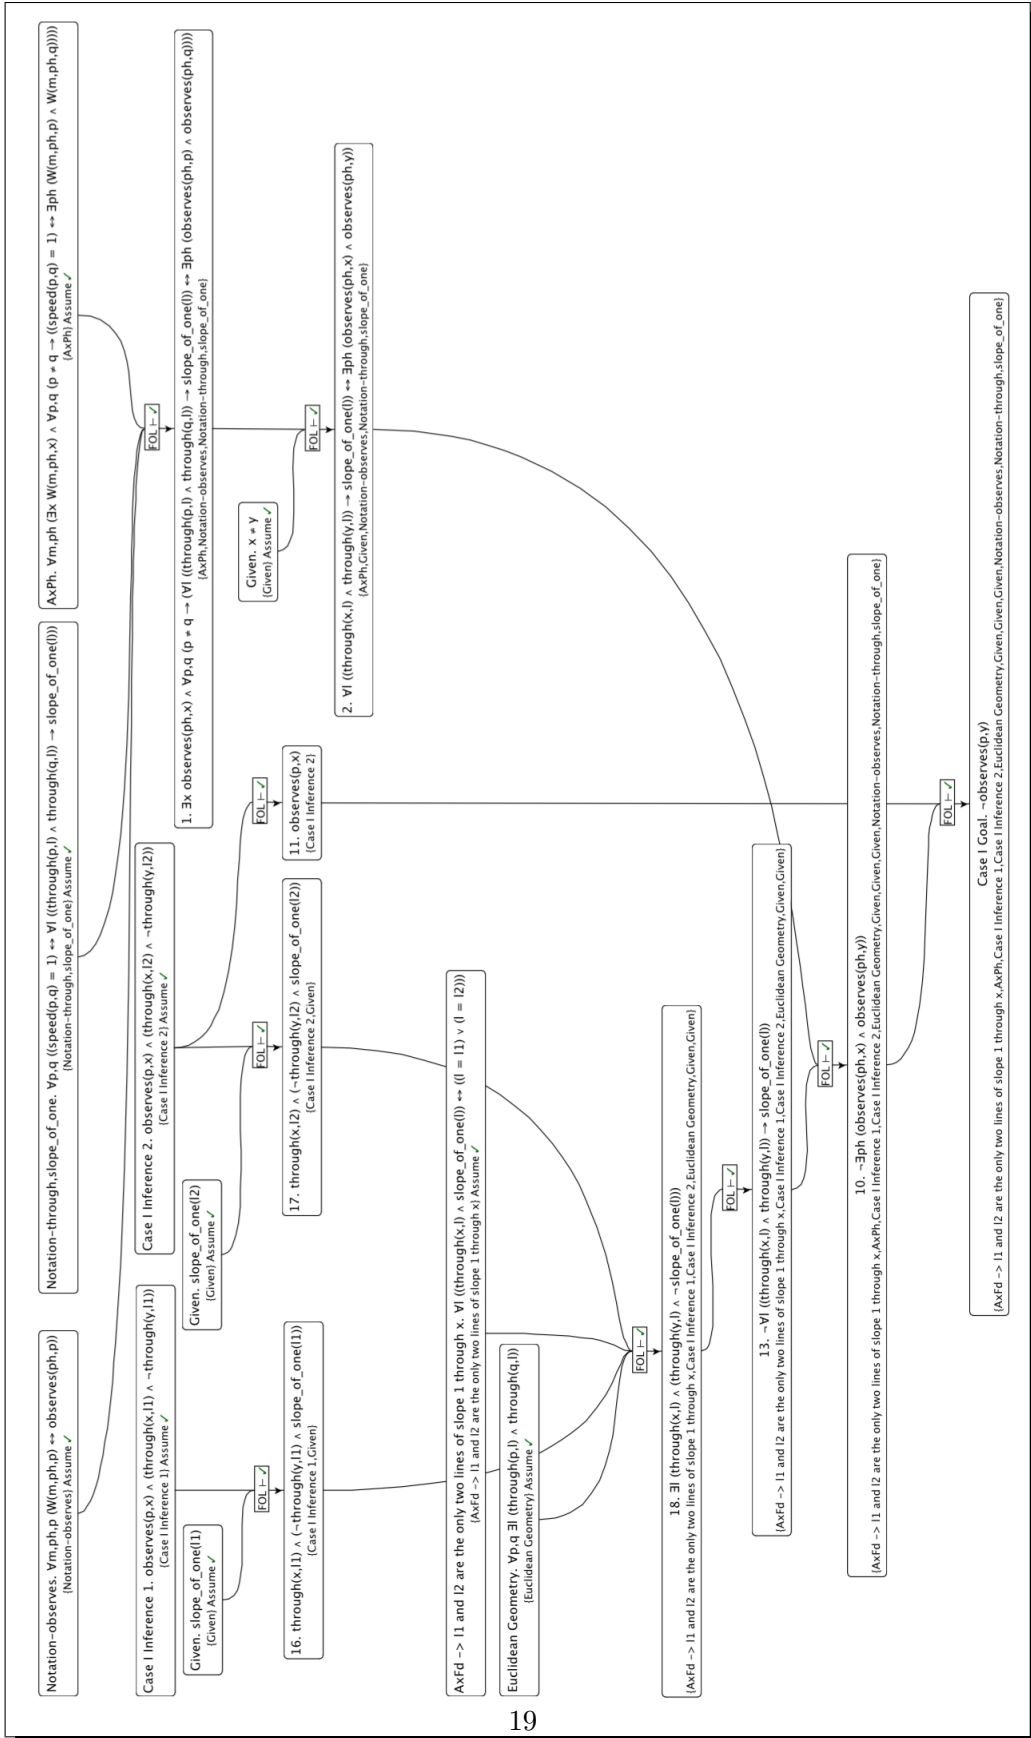 Notation-observes. ∀m,ph,p (W(m,ph,p) ↔ observes(ph,p))
{Notation-observes} Assume ✓
Notation-through,slope_of_one. ∀p,q ((speed(p,q) = 1) ↔ ∀l ((through(p,l) ∧ through(q,l)) → slope_of_one(l)))
{Notation-through,slope_of_one} Assume ✓
AxPh. ∀m,ph (∃x W(m,ph,x) ∧ ∀p,q (p ≠ q → ((speed(p,q) = 1) ↔ ∃ph (W(m,ph,p) ∧ W(m,ph,q)))))
{AxPh} Assume ✓
Case I Inference 1. observes(p,x) ∧ (through(x,l1) ∧ ¬through(y,l1))
{Case I Inference 1} Assume ✓
Case I Inference 2. observes(p,x) ∧ (through(x,l2) ∧ ¬through(y,l2))
{Case I Inference 2} Assume ✓
FOL ⊢ ✓
1. ∃x observes(ph,x) ∧ ∀p,q (p ≠ q → (∀l ((through(p,l) ∧ through(q,l)) → slope_of_one(l)) ↔ ∃ph (observes(ph,p) ∧ observes(ph,q))))
{AxPh,Notation-observes,Notation-through,slope_of_one}
Given. slope_of_one(l1)
{Given} Assume ✓
Given. slope_of_one(l2)
{Given} Assume ✓
Given. x ≠ y
{Given} Assume ✓
FOL ⊢ ✓
FOL ⊢ ✓
FOL ⊢ ✓
FOL ⊢ ✓
16. through(x,l1) ∧ (¬through(y,l1) ∧ slope_of_one(l1))
{Case I Inference 1,Given}
17. through(x,l2) ∧ (¬through(y,l2) ∧ slope_of_one(l2))
{Case I Inference 2,Given}
11. observes(p,x)
{Case I Inference 2}
2. ∀l ((through(x,l) ∧ through(y,l)) → slope_of_one(l)) ↔ ∃ph (observes(ph,x) ∧ observes(ph,y))
{AxPh,Given,Notation-observes,Notation-through,slope_of_one}
AxFd -> l1 and l2 are the only two lines of slope 1 through x. ∀l ((through(x,l) ∧ slope_of_one(l)) ↔ ((l = l1) ∨ (l = l2)))
{AxFd -> l1 and l2 are the only two lines of slope 1 through x} Assume ✓
Euclidean Geometry. ∀p,q ∃l (through(p,l) ∧ through(q,l))
{Euclidean Geometry} Assume ✓
FOL ⊢ ✓
18. ∃l (through(x,l) ∧ (through(y,l) ∧ ¬slope_of_one(l)))
{AxFd -> l1 and l2 are the only two lines of slope 1 through x,Case I Inference 1,Case I Inference 2,Euclidean Geometry,Given,Given}
FOL ⊢ ✓
13. ¬∀l ((through(x,l) ∧ through(y,l)) → slope_of_one(l))
{AxFd -> l1 and l2 are the only two lines of slope 1 through x,Case I Inference 1,Case I Inference 2,Euclidean Geometry,Given,Given}
FOL ⊢ ✓
10. ¬∃ph (observes(ph,x) ∧ observes(ph,y))
{AxFd -> l1 and l2 are the only two lines of slope 1 through x,AxPh,Case I Inference 1,Case I Inference 2,Euclidean Geometry,Given,Given,Given,Notation-observes,Notation-through,slope_of_one}
FOL ⊢ ✓
Case I Goal. ¬observes(p,y)
{AxFd -> l1 and l2 are the only two lines of slope 1 through x,AxPh,Case I Inference 1,Case I Inference 2,Euclidean Geometry,Given,Given,Given,Notation-observes,Notation-through,slope_of_one}
19